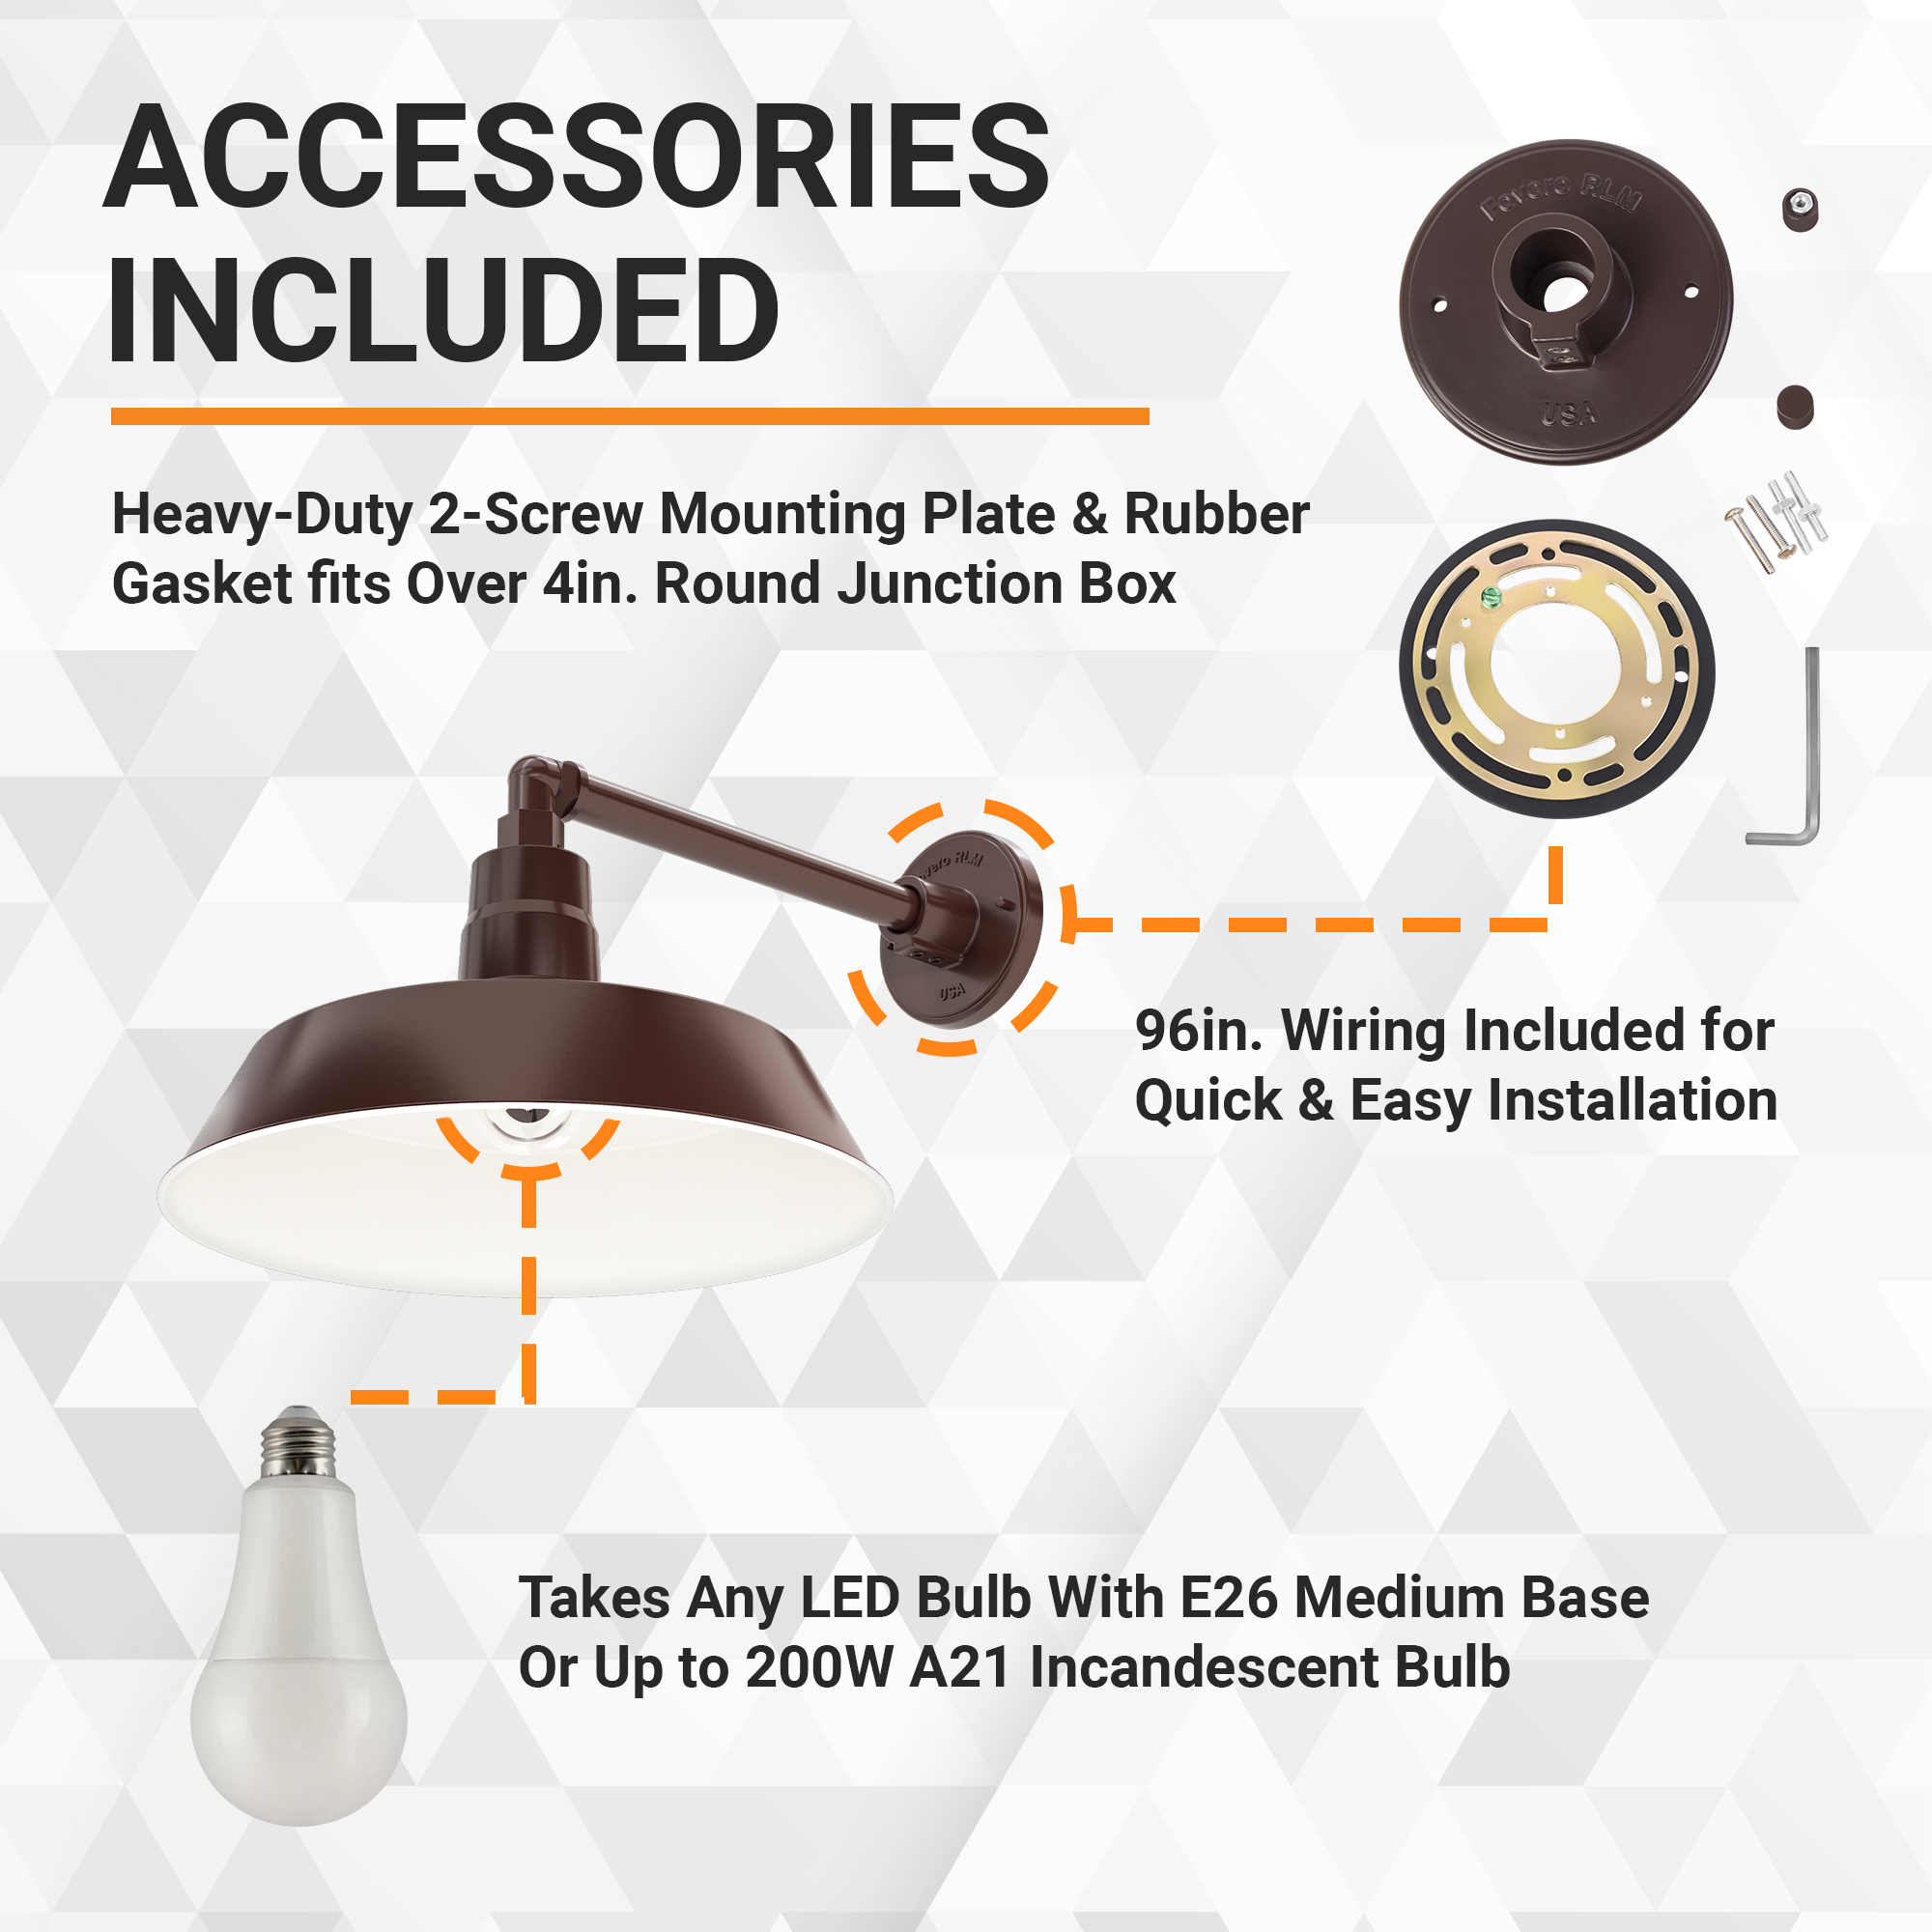 ACCESSORIES
INCLUDED
Heavy-Duty 2-Screw Mounting Plate & Rubber
Gasket fits Over 4in. Round Junction Box
Favero RLM
USA
RLM
USA
96in. Wiring Included for
Quick & Easy Installation
Takes Any LED Bulb With E26 Medium Base
Or Up to 200W A21 Incandescent Bulb